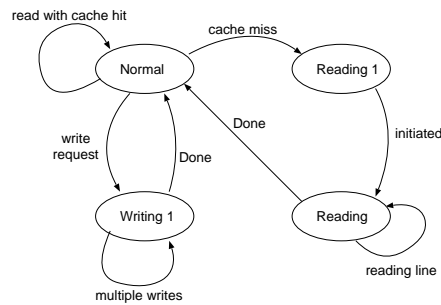 read with cache hit
cache miss
Normal
Reading 1
write
request
Done
Done
initiated
Writing 1
Reading
multiple writes
reading line